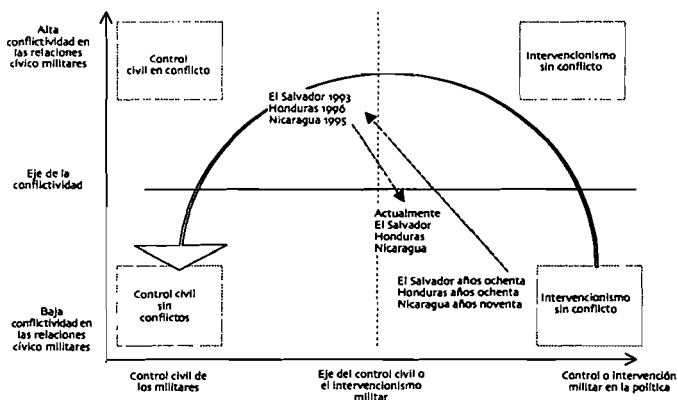 Alta
conflictividad en
las relaciones
cívico militares
Control
civil en conflicto
Intervencionismo
sin conflicto
El Salvador 1993
Honduras 1996
Nicaragua 1995
Eje de la
conflictividad
Actualmente
El Salvador
Honduras
Nicaragua
El Salvador años ochenta
Honduras años ochenta
Nicaragua años noventa
Control civil
sin
conflictos
Intervencionismo
sin conflicto
Baja
conflictividad en
las relaciones
cívico militares
Control civil de
los militares
Eje del control civil o
el intervencionismo
militar
Control o intervención
militar en la política